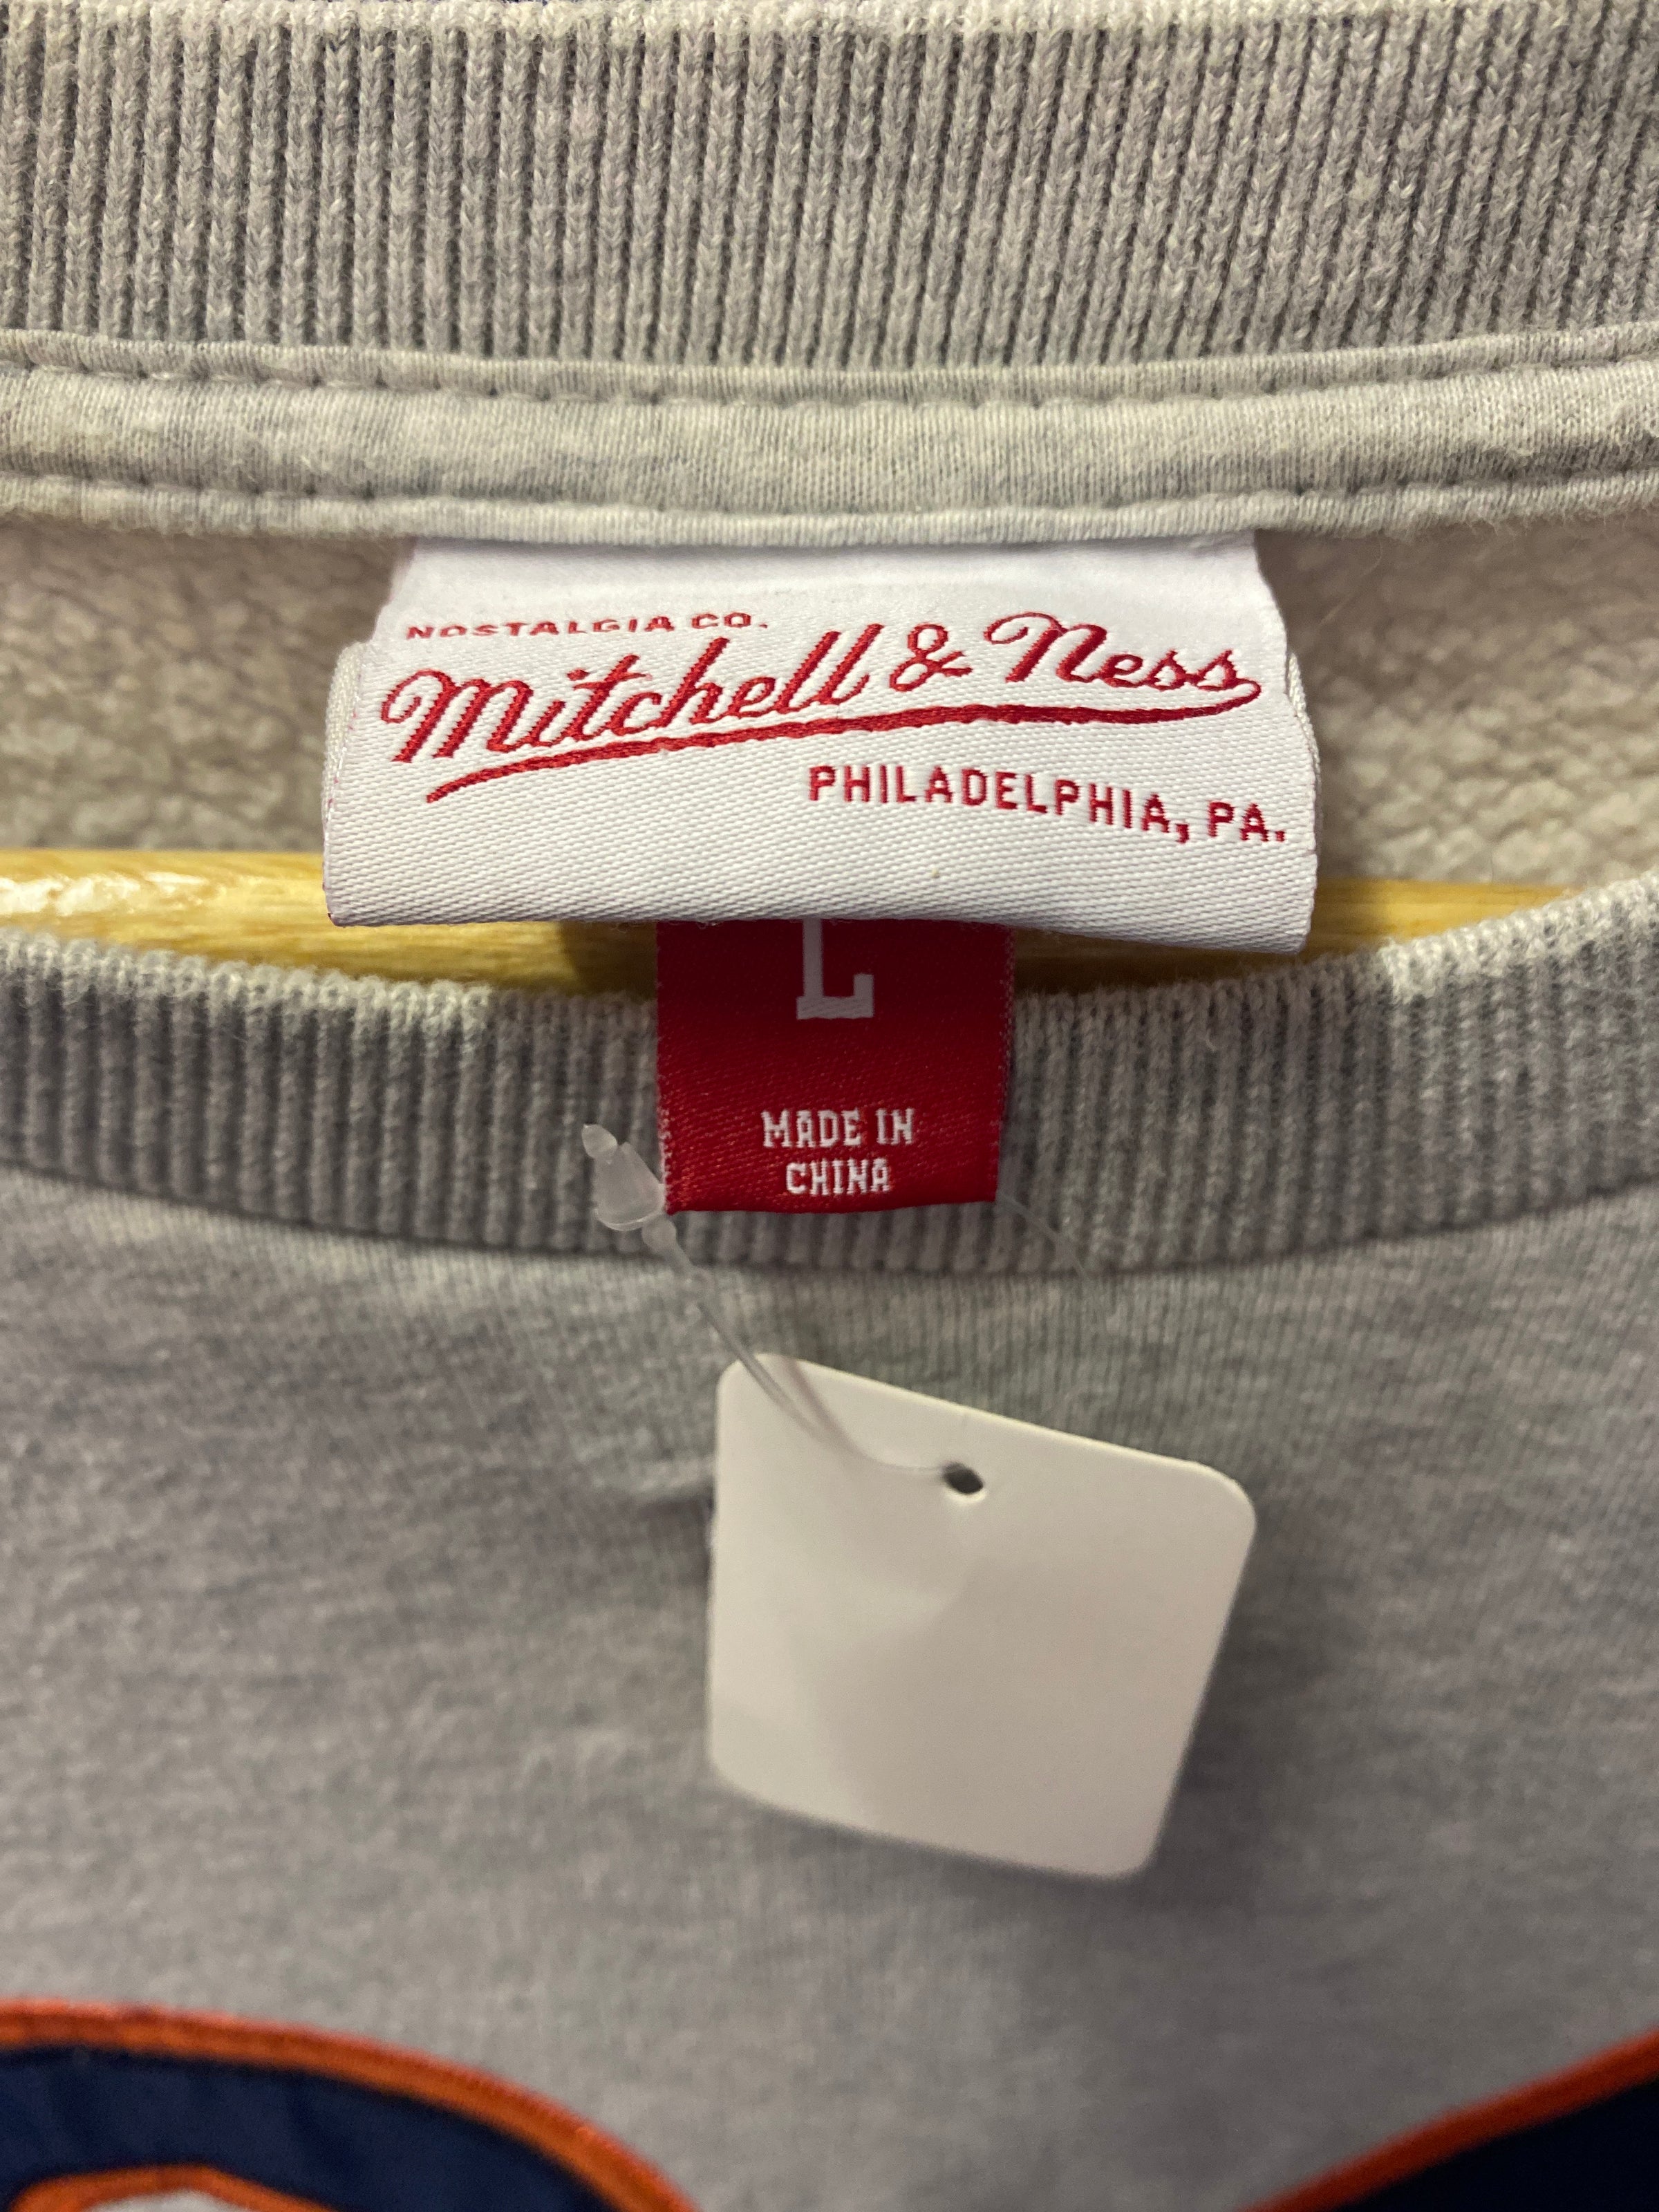 NOSTALGIA CO.
Mitchell & Ness
PHILADELPHIA, PA.
L
MADE IN
CHINA